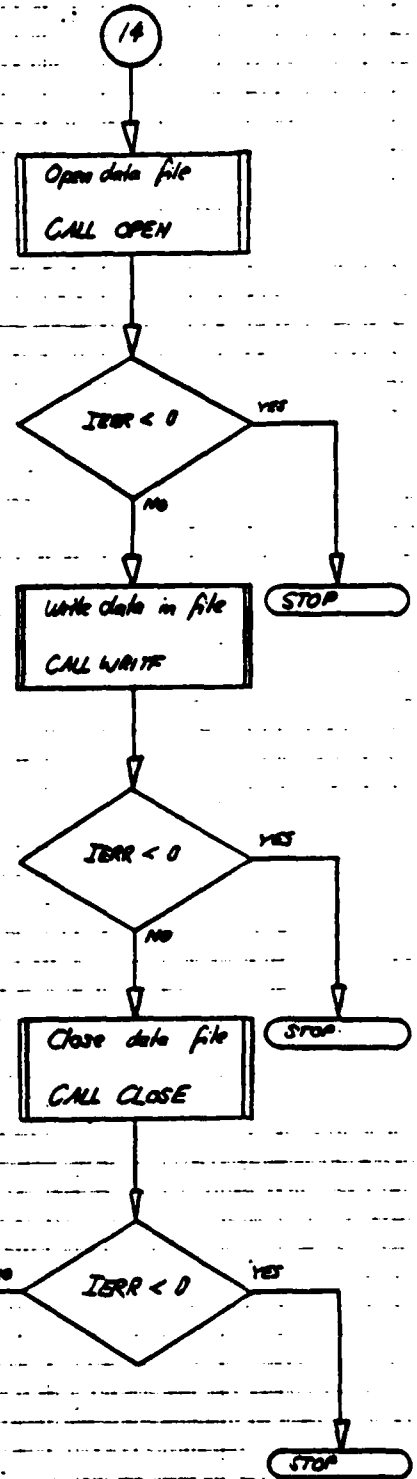 14
Open data file
CALL OPEN
IERR < 0
YES
NO
Write data in file
CALL WRITF
STOP
IERR < 0
YES
NO
Close data file
CALL CLOSE
STOP
IERR < 0
NO
YES
STOP